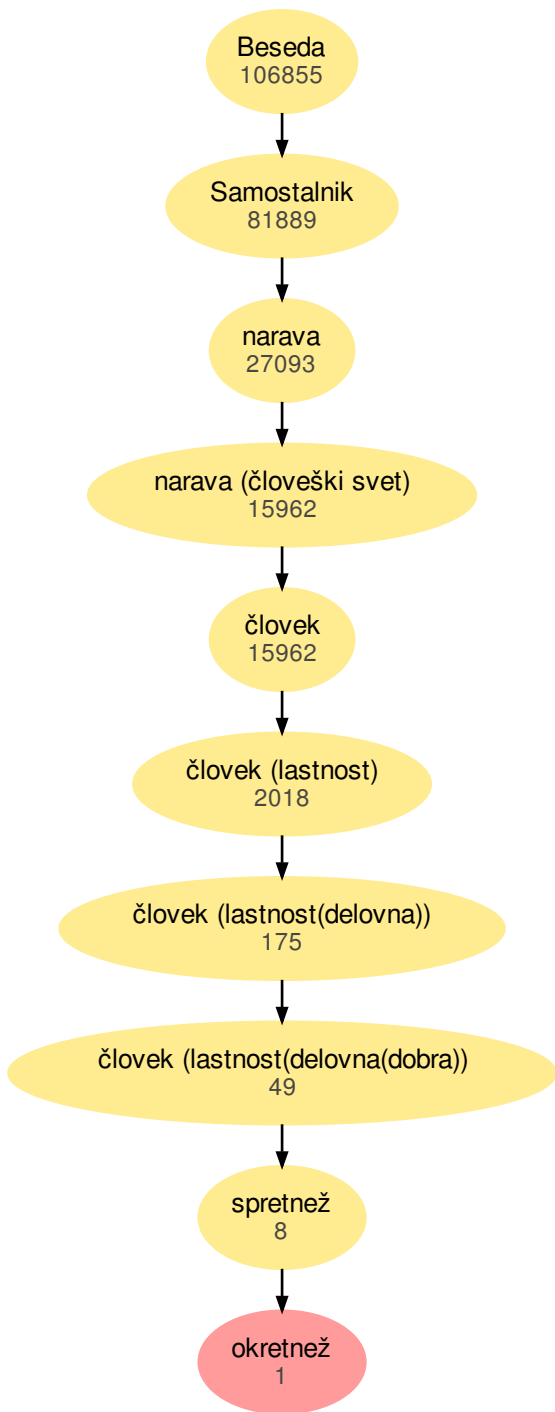 Beseda
106855
Samostalnik
81889
narava
27093
narava (človeški svet)
15962
človek
15962
človek (lastnost)
2018
človek (lastnost(delovna))
175
človek (lastnost(delovna(dobra))
49
spretnež
8
okretnež
1